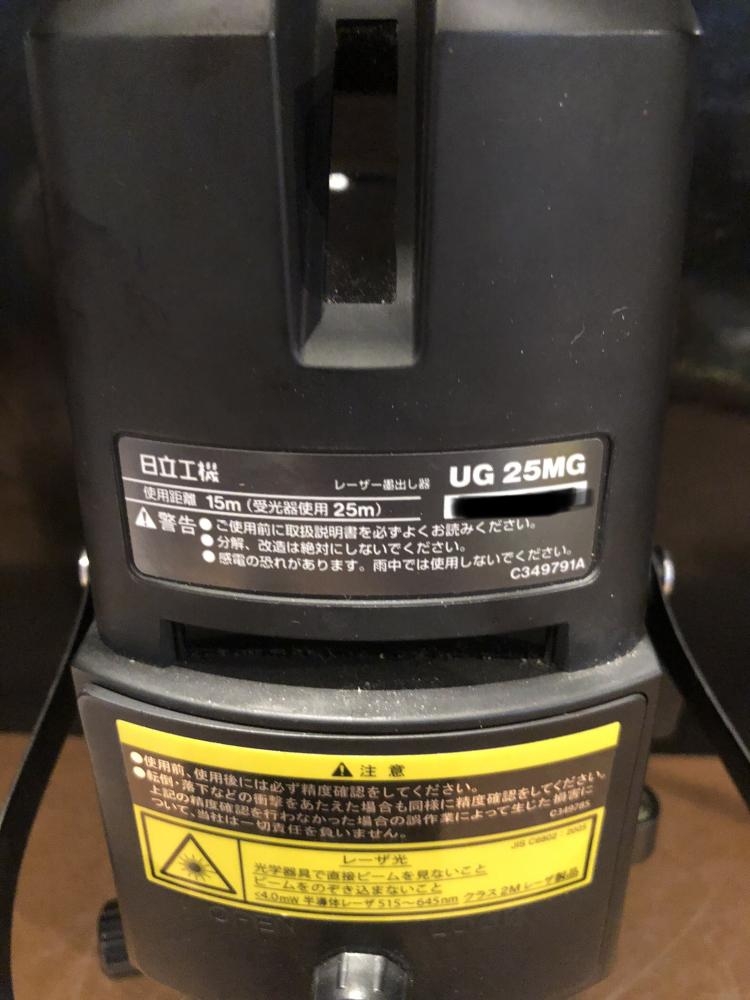 日立工機
レーザー墨出し器
UG 25MG
使用距離 15m(受光器使用 25m)
警告 ●ご使用前に取扱説明書を必ずよくお読みください。
●分解、改造は絶対にしないでください。
●感電の恐れがあります。雨中では使用しないでください。
C349791A
注意
●使用前、使用後には必ず精度確認をしてください。
●転倒、落下などの衝撃をあたえた場合も同様に精度確認をしてください。
上記の精度確認を行わなかった場合の誤作業によって生じた損害に
ついて、当社は一切責任を負いません。
C349785
JIS C6802:2005
レーザ光
光学器具で直接ビームを見ないこと
ビームをのぞき込まないこと
<4.0mW 半導体レーザ515~645nm クラス2Mレーザ製品
OPEN